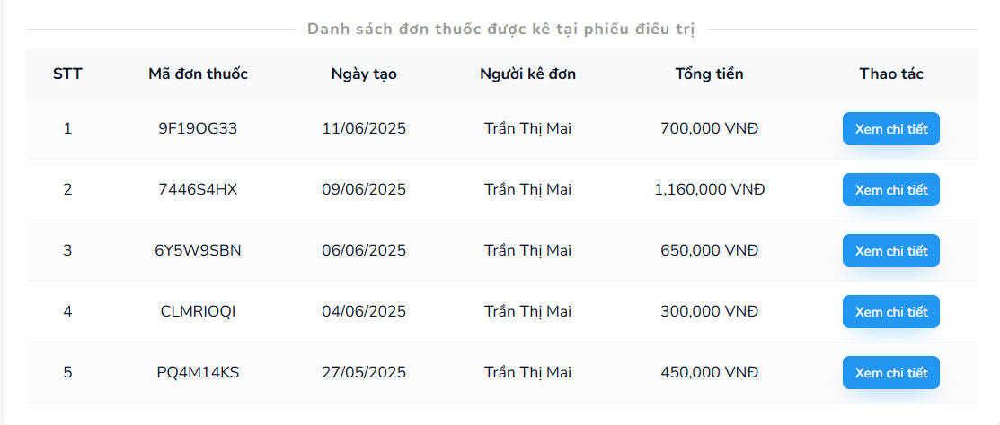 Danh sách đơn thuốc được kê tại phiếu điều trị
STT Mã đơn thuốc Ngày tạo Người kê đơn Tổng tiền Thao tác
1 9F19OG33 11/06/2025 Trần Thị Mai 700,000 VNĐ Xem chi tiết
2 7446S4HX 09/06/2025 Trần Thị Mai 1,160,000 VNĐ Xem chi tiết
3 6Y5W9SBN 06/06/2025 Trần Thị Mai 650,000 VNĐ Xem chi tiết
4 CLMRIOQI 04/06/2025 Trần Thị Mai 300,000 VNĐ Xem chi tiết
5 PQ4M14KS 27/05/2025 Trần Thị Mai 450,000 VNĐ Xem chi tiết